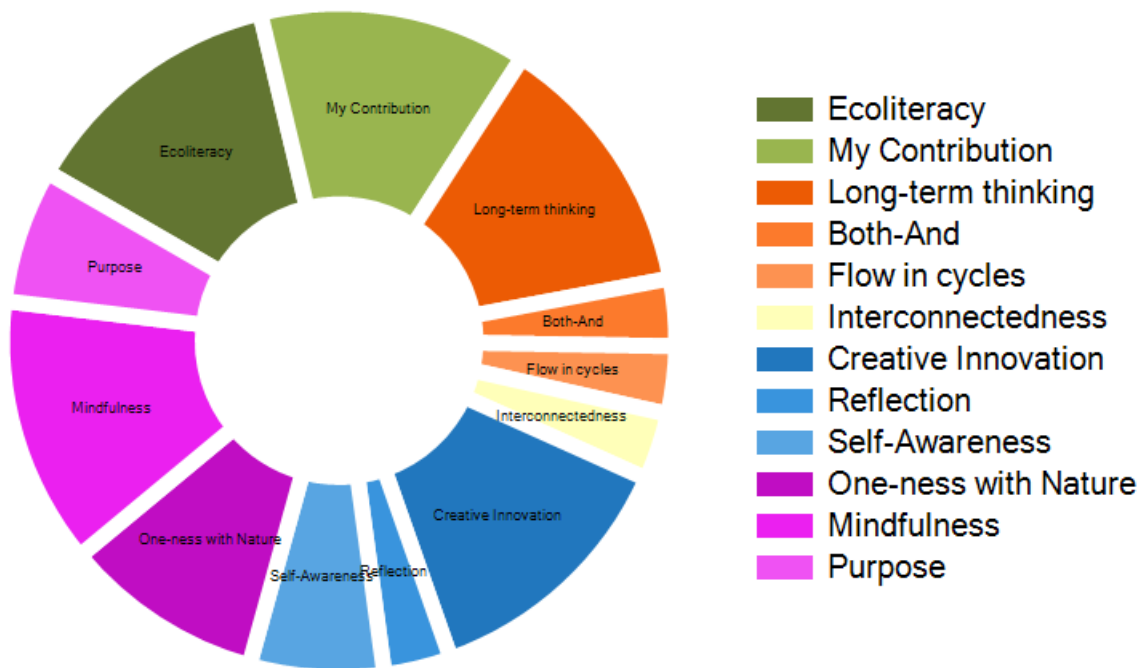 My Contribution
Ecoliteracy
Long-term thinking
Purpose
Both-And
Flow in cycles
Mindfulness
Interconnectedness
Creative Innovation
One-ness with Nature
Self-Awareness
Reflection
Ecoliteracy
My Contribution
Long-term thinking
Both-And
Flow in cycles
Interconnectedness
Creative Innovation
Reflection
Self-Awareness
One-ness with Nature
Mindfulness
Purpose